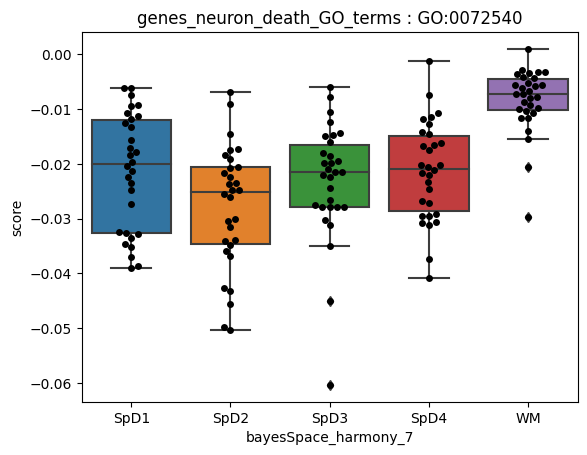 genes_neuron_death_GO_terms : GO:0072540
0.00
−0.01
−0.02
−0.03
−0.04
−0.05
−0.06
score
SpD1 SpD2 SpD3 SpD4 WM
bayesSpace_harmony_7